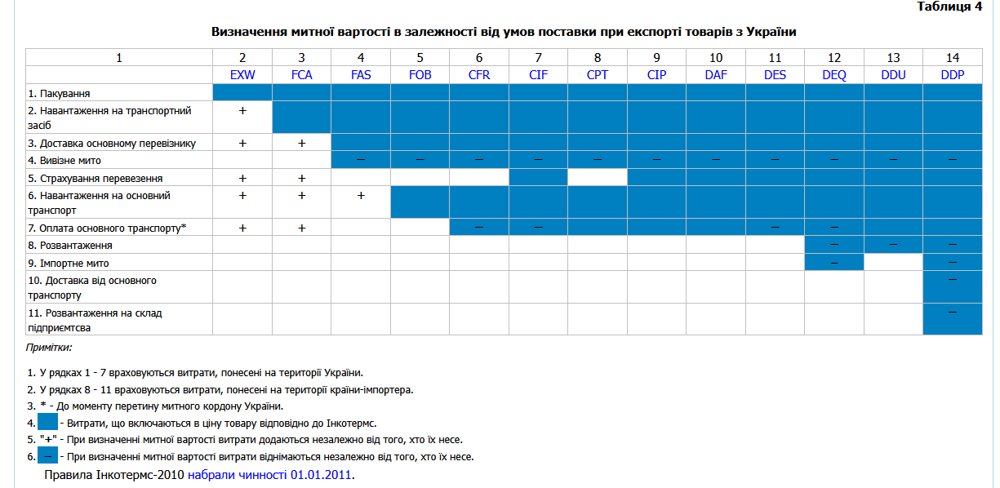 Таблиця 4
Визначення митної вартості в залежності від умов поставки при експорті товарів з України
1 2 3 4 5 6 7 8 9 10 11 12 13 14
EXW FCA FAS FOB CFR CIF CPT CIP DAF DES DEQ DDU DDP
1. Пакування
2. Навантаження на транспортний
засіб +
3. Доставка основному перевізнику + +
4. Вивізне мито – – – – – – – – – – –
5. Страхування перевезення + +
6. Навантаження на основний
транспорт + + +
7. Оплата основного транспорту* + + – – – –
8. Розвантаження – – –
9. Імпортне мито – –
10. Доставка від основного
транспорту –
11. Розвантаження на склад
підприємтсва –
Примітки:
1. У рядках 1 - 7 враховуються витрати, понесені на території України.
2. У рядках 8 - 11 враховуються витрати, понесені на території країни-імпортера.
3. * - До моменту перетину митного кордону України.
4. - Витрати, що включаються в ціну товару відповідно до Інкотермс.
5. "+" - При визначенні митної вартості витрати додаються незалежно від того, хто їх несе.
6. – - При визначенні митної вартості витрати віднімаються незалежно від того, хто їх несе.
Правила Інкотермс-2010 набрали чинності 01.01.2011.